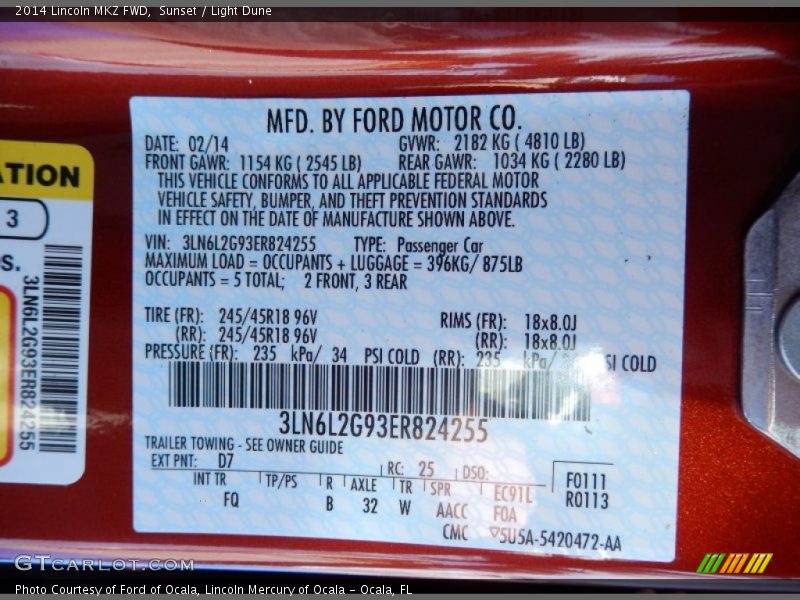 2014 Lincoln MKZ FWD, Sunset / Light Dune
MFD. BY FORD MOTOR CO.
DATE: 02/14 GVWR: 2182 KG ( 4810 LB)
FRONT GAWR: 1154 KG ( 2545 LB) REAR GAWR: 1034 KG ( 2280 LB)
THIS VEHICLE CONFORMS TO ALL APPLICABLE FEDERAL MOTOR
VEHICLE SAFETY, BUMPER, AND THEFT PREVENTION STANDARDS
IN EFFECT ON THE DATE OF MANUFACTURE SHOWN ABOVE.
VIN: 3LN6L2G93ER824255 TYPE: Passenger Car
MAXIMUM LOAD = OCCUPANTS + LUGGAGE = 396KG/ 875LB
OCCUPANTS = 5 TOTAL; 2 FRONT, 3 REAR
TIRE (FR): 245/45R18 96V RIMS (FR): 18x8.0J
(RR): 245/45R18 96V (RR): 18x8.0J
PRESSURE (FR): 235 kPa/ 34 PSI COLD (RR): 235 kPa/ PSI COLD
3LN6L2G93ER824255
TRAILER TOWING - SEE OWNER GUIDE
EXT PNT: D7 RC: 25 DSO:
INT TR TP/PS R AXLE TR SPR EC91L F0111
FQ B 32 W AACC FOA R0113
CMC 5U5A-5420472-AA
ATION
3
S.
3LN6L2G93ER824255
GTCARLOT.COM
Photo Courtesy of Ford of Ocala, Lincoln Mercury of Ocala - Ocala, FL